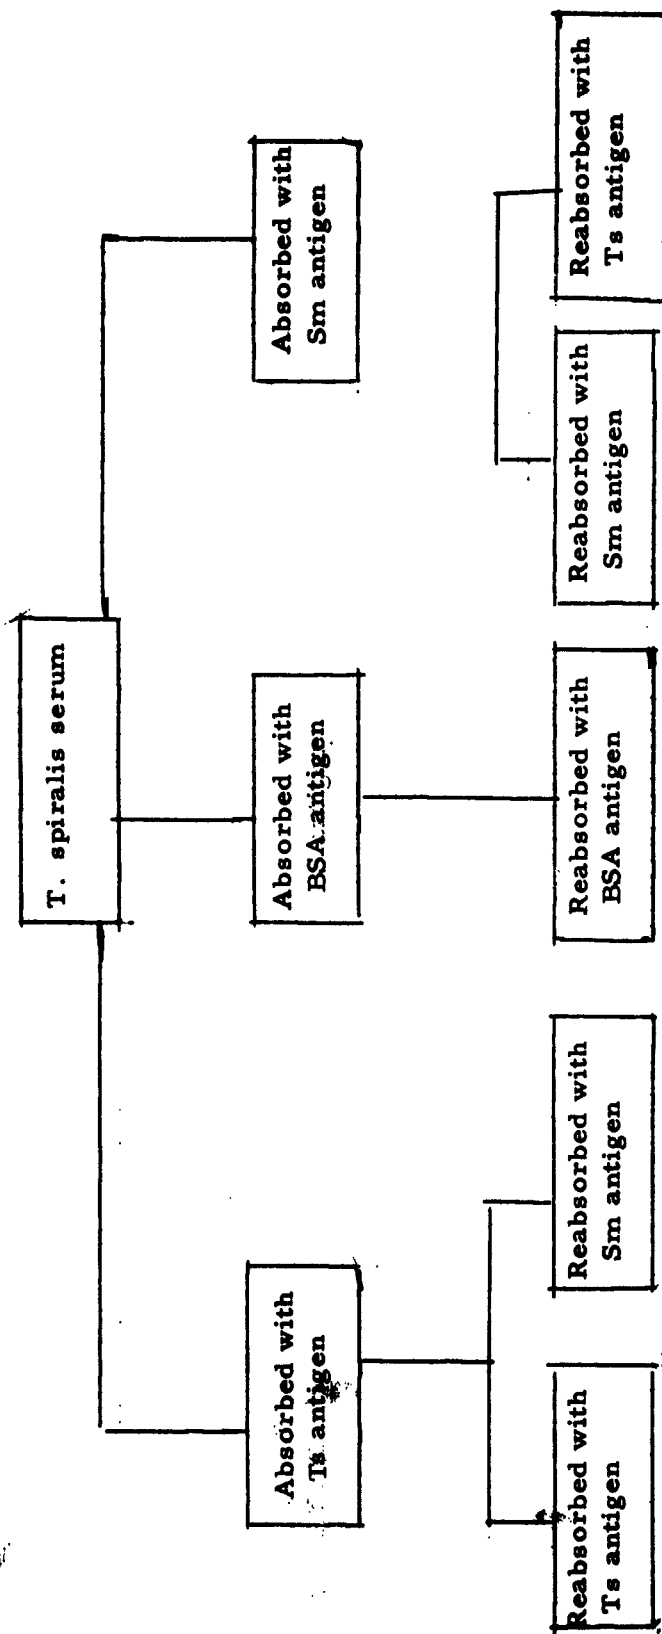 T. spiralis serum
Absorbed with
Ts antigen
Absorbed with
BSA antigen
Absorbed with
Sm antigen
Reabsorbed with
Ts antigen
Reabsorbed with
Sm antigen
Reabsorbed with
BSA antigen
Reabsorbed with
Sm antigen
Reabsorbed with
Ts antigen